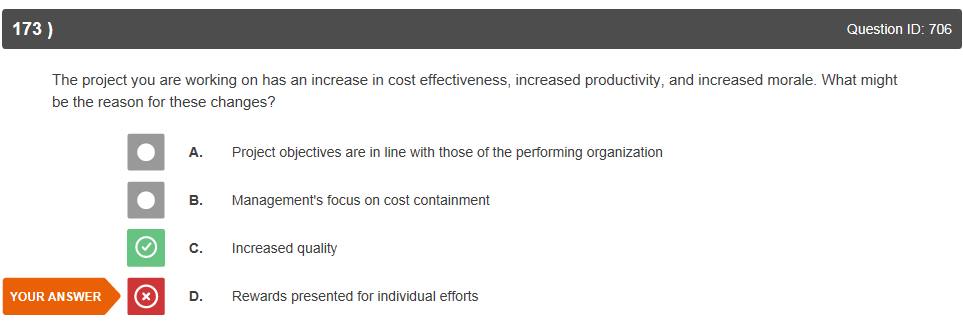 173 )
Question ID: 706
The project you are working on has an increase in cost effectiveness, increased productivity, and increased morale. What might
be the reason for these changes?
A. Project objectives are in line with those of the performing organization
B. Management's focus on cost containment
C. Increased quality
YOUR ANSWER D. Rewards presented for individual efforts